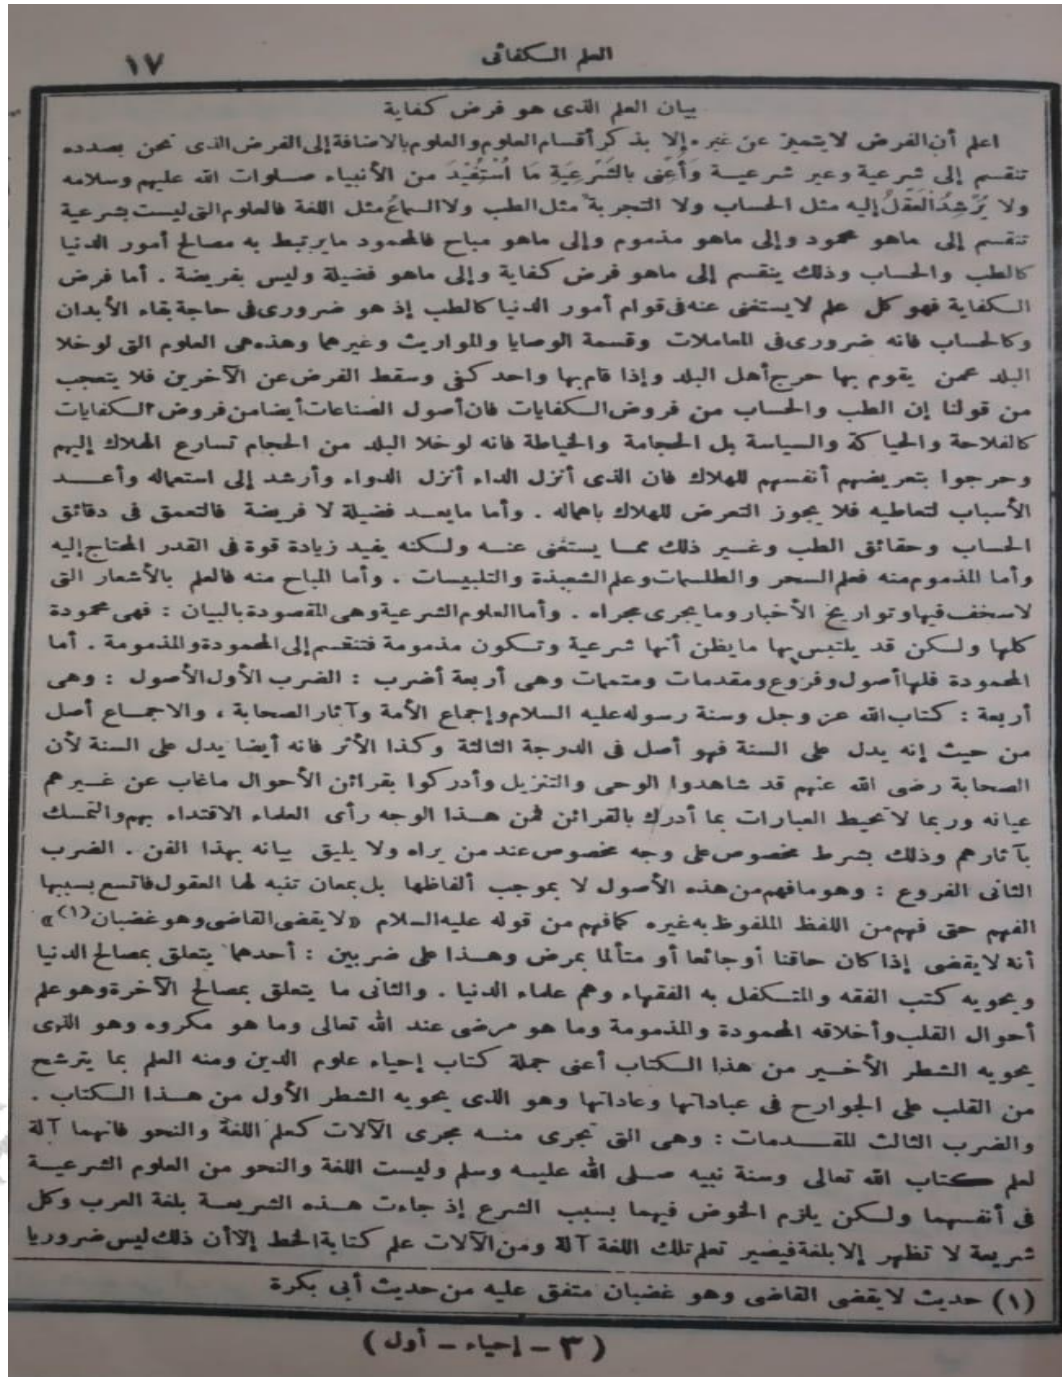 ١٧
العلم الكفائى
بيان العلم الذى هو فرض كفاية
اعلم أن الفرض لا يتميز عن غيره إلا بذكر أقسام العلوم والعلوم بالاضافة إلى الفرض الذى نحن بصدده
تنقسم إلى شرعية وغير شرعية وَأَعْنِى بالشَّرْعِيَّةِ مَا اُسْتُفِيدَ من الأنبياء صلوات الله عليهم وسلامه
ولا يُرْشِدُ العَقْلُ إليه مثل الحساب ولا التجربة مثل الطب ولا السماعُ مثل اللغة فالعلوم التى ليست بشرعية
تنقسم إلى ماهو محمود وإلى ماهو مذموم وإلى ماهو مباح فالمحمود ما يرتبط به مصالح أمور الدنيا
كالطب والحساب وذلك ينقسم إلى ماهو فرض كفاية وإلى ماهو فضيلة وليس بفريضة . أما فرض
الكفاية فهو كل علم لا يستغنى عنه فى قوام أمور الدنيا كالطب إذ هو ضرورى فى حاجة بقاء الأبدان
وكالحساب فانه ضرورى فى المعاملات وقسمة الوصايا والمواريث وغيرهما وهذه هى العلوم التى لو خلا
البلد عمن يقوم بها حرج أهل البلد وإذا قام بها واحد كفى وسقط الفرض عن الآخرين فلا يتعجب
من قولنا إن الطب والحساب من فروض الكفايات فان أصول الصناعات أيضا من فروض الكفايات
كالفلاحة والحياكة والسياسة بل الحجامة والخياطة فانه لو خلا البلد من الحجام تسارع الهلاك إليهم
وحرجوا بتعريضهم أنفسهم للهلاك فان الذى أنزل الداء أنزل الدواء وأرشد إلى استعماله وأعد
الأسباب لتعاطيه فلا يجوز التعرض للهلاك باهماله . وأما ما يعد فضيلة لا فريضة فالتعمق فى دقائق
الحساب وحقائق الطب وغير ذلك مما يستغنى عنه ولكنه يفيد زيادة قوة فى القدر المحتاج إليه
وأما المذموم منه فعلم السحر والطلسمات وعلم الشعبذة والتلبيسات . وأما المباح منه فالعلم بالأشعار التى
لا سخف فيها وتواريخ الأخبار وما يجرى مجراه . وأما العلوم الشرعية وهى المقصودة بالبيان : فهى محمودة
كلها ولكن قد يلتبس بها ما يظن أنها شرعية وتكون مذمومة فتنقسم إلى المحمودة والمذمومة . أما
المحمودة فلها أصول وفروع ومقدمات ومتممات وهى أربعة أضرب : الضرب الأول الأصول : وهى
أربعة : كتاب الله عز وجل وسنة رسوله عليه السلام وإجماع الأمة وآثار الصحابة ، والاجماع أصل
من حيث إنه يدل على السنة فهو أصل فى الدرجة الثالثة وكذا الأثر فانه أيضا يدل على السنة لأن
الصحابة رضى الله عنهم قد شاهدوا الوحى والتنزيل وأدركوا بقرائن الأحوال ماغاب عن غيرهم
عيانه وربما لا تحيط العبارات بما أدرك بالقرائن فمن هذا الوجه رأى العلماء الاقتداء بهم والتمسك
بآثارهم وذلك بشرط مخصوص على وجه مخصوص عند من يراه ولا يليق بيانه بهذا الفن . الضرب
الثانى الفروع : وهو مافهم من هذه الأصول لا بموجب ألفاظها بل بمعان تنبه لها العقول فاتسع بسببها
الفهم حتى فهم من اللفظ الملفوظ به غيره كما فهم من قوله عليه السلام «لا يقضى القاضى وهو غضبان (١)»
أنه لا يقضى إذا كان حاقنا أو جائعا أو متألما بمرض وهذا على ضربين : أحدهما يتعلق بمصالح الدنيا
ويحويه كتب الفقه والمتكفل به الفقهاء وهم علماء الدنيا . والثانى ما يتعلق بمصالح الآخرة وهو علم
أحوال القلب وأخلاقه المحمودة والمذمومة وما هو مرضى عند الله تعالى وما هو مكروه وهو الذى
يحويه الشطر الأخير من هذا الكتاب أعنى جملة كتاب إحياء علوم الدين ومنه العلم بما يترشح
من القلب على الجوارح فى عباداتها وعاداتها وهو الذى يحويه الشطر الأول من هذا الكتاب .
والضرب الثالث المقدمات : وهى التى تجرى منه مجرى الآلات كعلم اللغة والنحو فانهما آلة
لعلم كتاب الله تعالى وسنة نبيه صلى الله عليه وسلم وليست اللغة والنحو من العلوم الشرعية
فى أنفسهما ولكن يلزم الخوض فيهما بسبب الشرع إذ جاءت هذه الشريعة بلغة العرب وكل
شريعة لا تظهر إلا بلغة فيصير تعلم تلك اللغة آلة ومن الآلات علم كتابة الخط إلا أن ذلك ليس ضروريا
(١) حديث لا يقضى القاضى وهو غضبان متفق عليه من حديث أبى بكرة
(٣ - إحياء - أول)